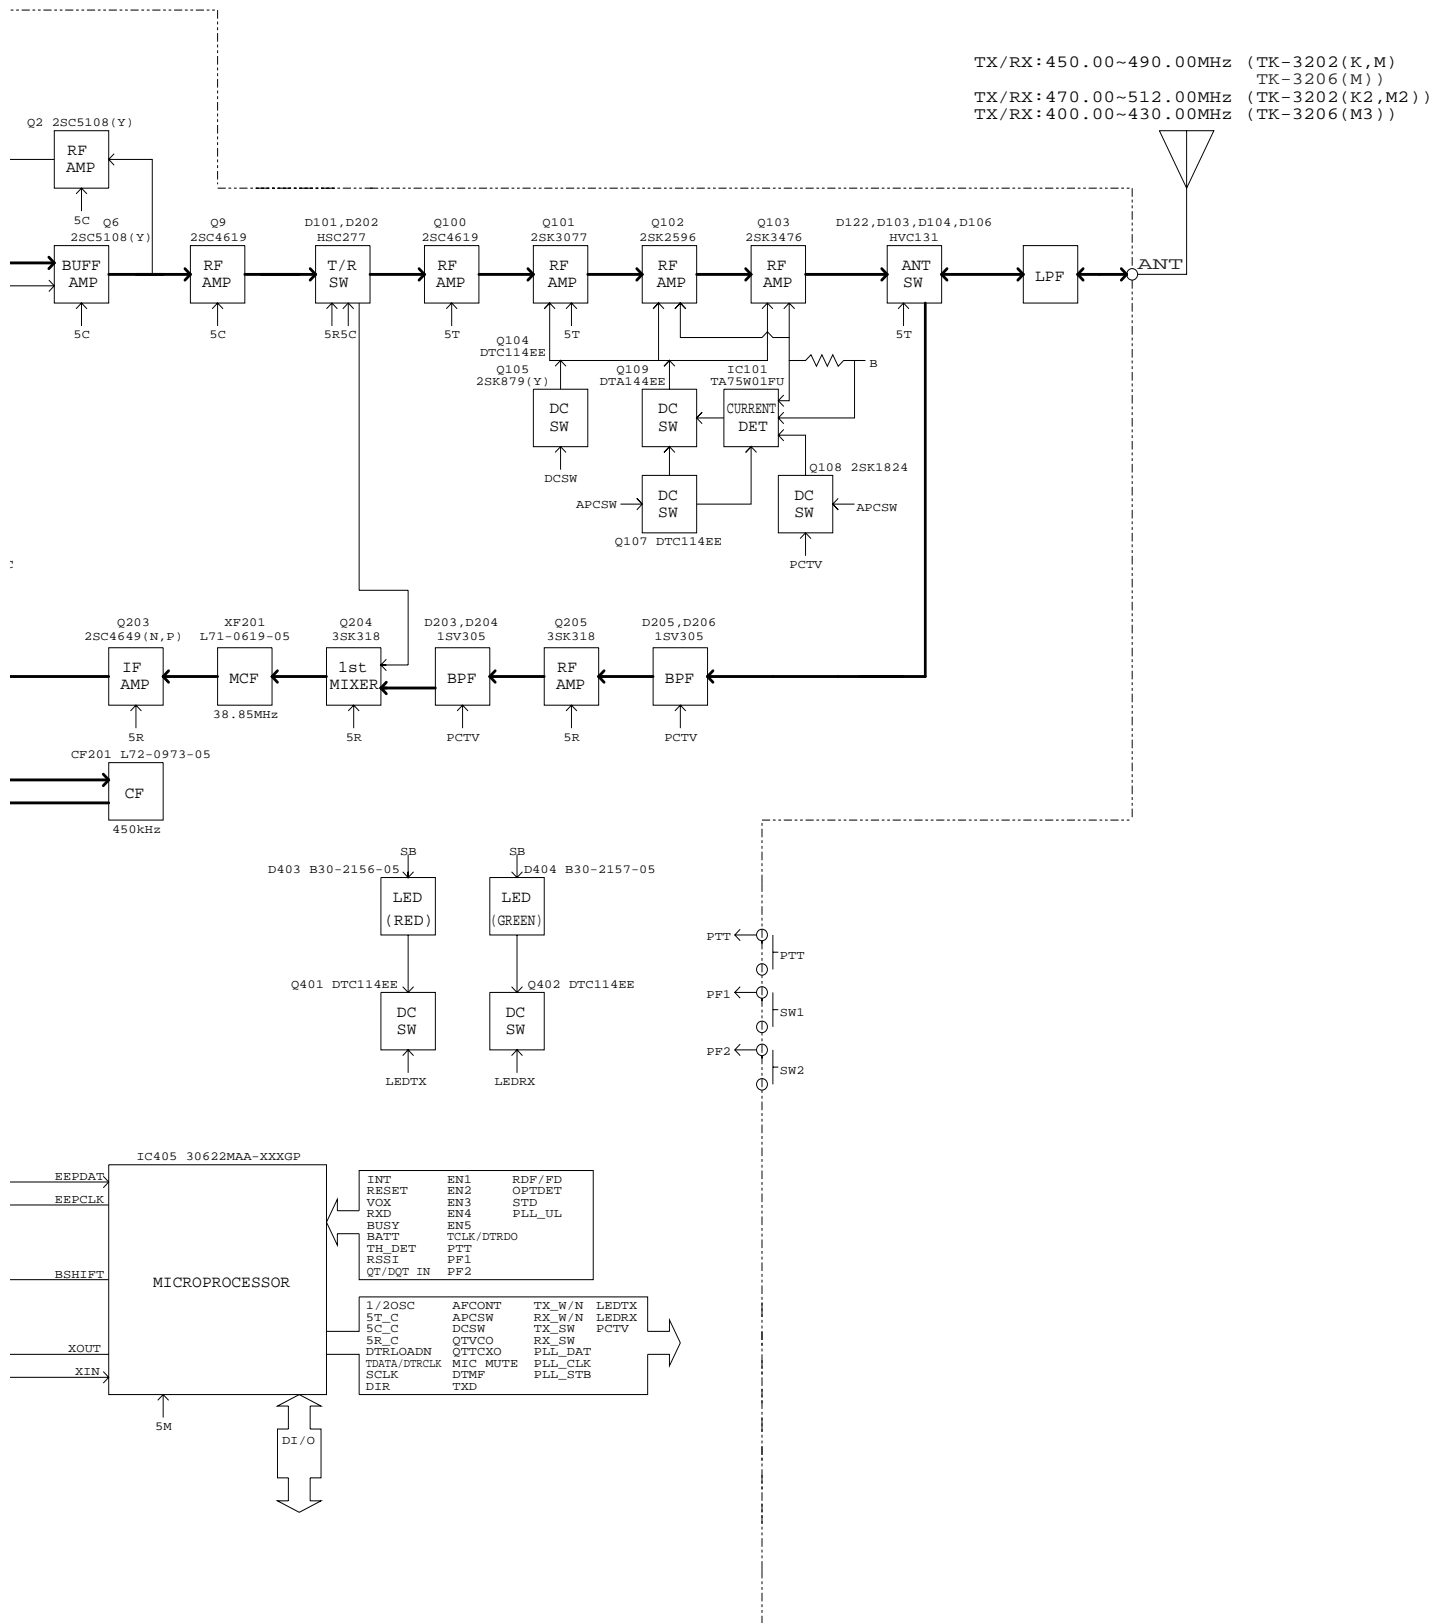 TX/RX:450.00~490.00MHz (TK-3202(K,M)
TK-3206(M))
TX/RX:470.00~512.00MHz (TK-3202(K2,M2))
TX/RX:400.00~430.00MHz (TK-3206(M3))
Q2 2SC5108(Y)
RF
AMP
5C
Q6
2SC5108(Y)
BUFF
AMP
5C
Q9
2SC4619
RF
AMP
5C
D101,D202
HSC277
T/R
SW
5R5C
Q100
2SC4619
RF
AMP
5T
Q101
2SK3077
RF
AMP
5T
Q102
2SK2596
RF
AMP
Q103
2SK3476
RF
AMP
D122,D103,D104,D106
HVC131
ANT
SW
5T
LPF
ANT
Q104
DTC114EE
Q105
2SK879(Y)
DC
SW
DCSW
Q109
DTA144EE
DC
SW
IC101
TA75W01FU
CURRENT
DET
B
APCSW
DC
SW
Q107 DTC114EE
Q108 2SK1824
DC
SW
APCSW
PCTV
Q203
2SC4649(N,P)
IF
AMP
5R
XF201
L71-0619-05
MCF
38.85MHz
Q204
3SK318
1st
MIXER
5R
D203,D204
1SV305
BPF
PCTV
Q205
3SK318
RF
AMP
5R
D205,D206
1SV305
BPF
PCTV
CF201 L72-0973-05
CF
450kHz
SB
D403 B30-2156-05
LED
(RED)
Q401 DTC114EE
DC
SW
LEDTX
SB
D404 B30-2157-05
LED
(GREEN)
Q402 DTC114EE
DC
SW
LEDRX
PTT
PTT
PF1
SW1
PF2
SW2
IC405 30622MAA-XXXGP
EEPDAT
EEPCLK
BSHIFT
XOUT
XIN
MICROPROCESSOR
5M
DI/O
INT EN1 RDF/FD
RESET EN2 OPTDET
VOX EN3 STD
RXD EN4 PLL_UL
BUSY EN5
BATT TCLK/DTRDO
TH_DET PTT
RSSI PF1
QT/DQT IN PF2
1/2OSC AFCONT TX_W/N LEDTX
5T_C APCSW RX_W/N LEDRX
5C_C DCSW TX_SW PCTV
5R_C QTVCO RX_SW
DTRLOADN QTTCXO PLL_DAT
TDATA/DTRCLK MIC MUTE PLL_CLK
SCLK DTMF PLL_STB
DIR TXD